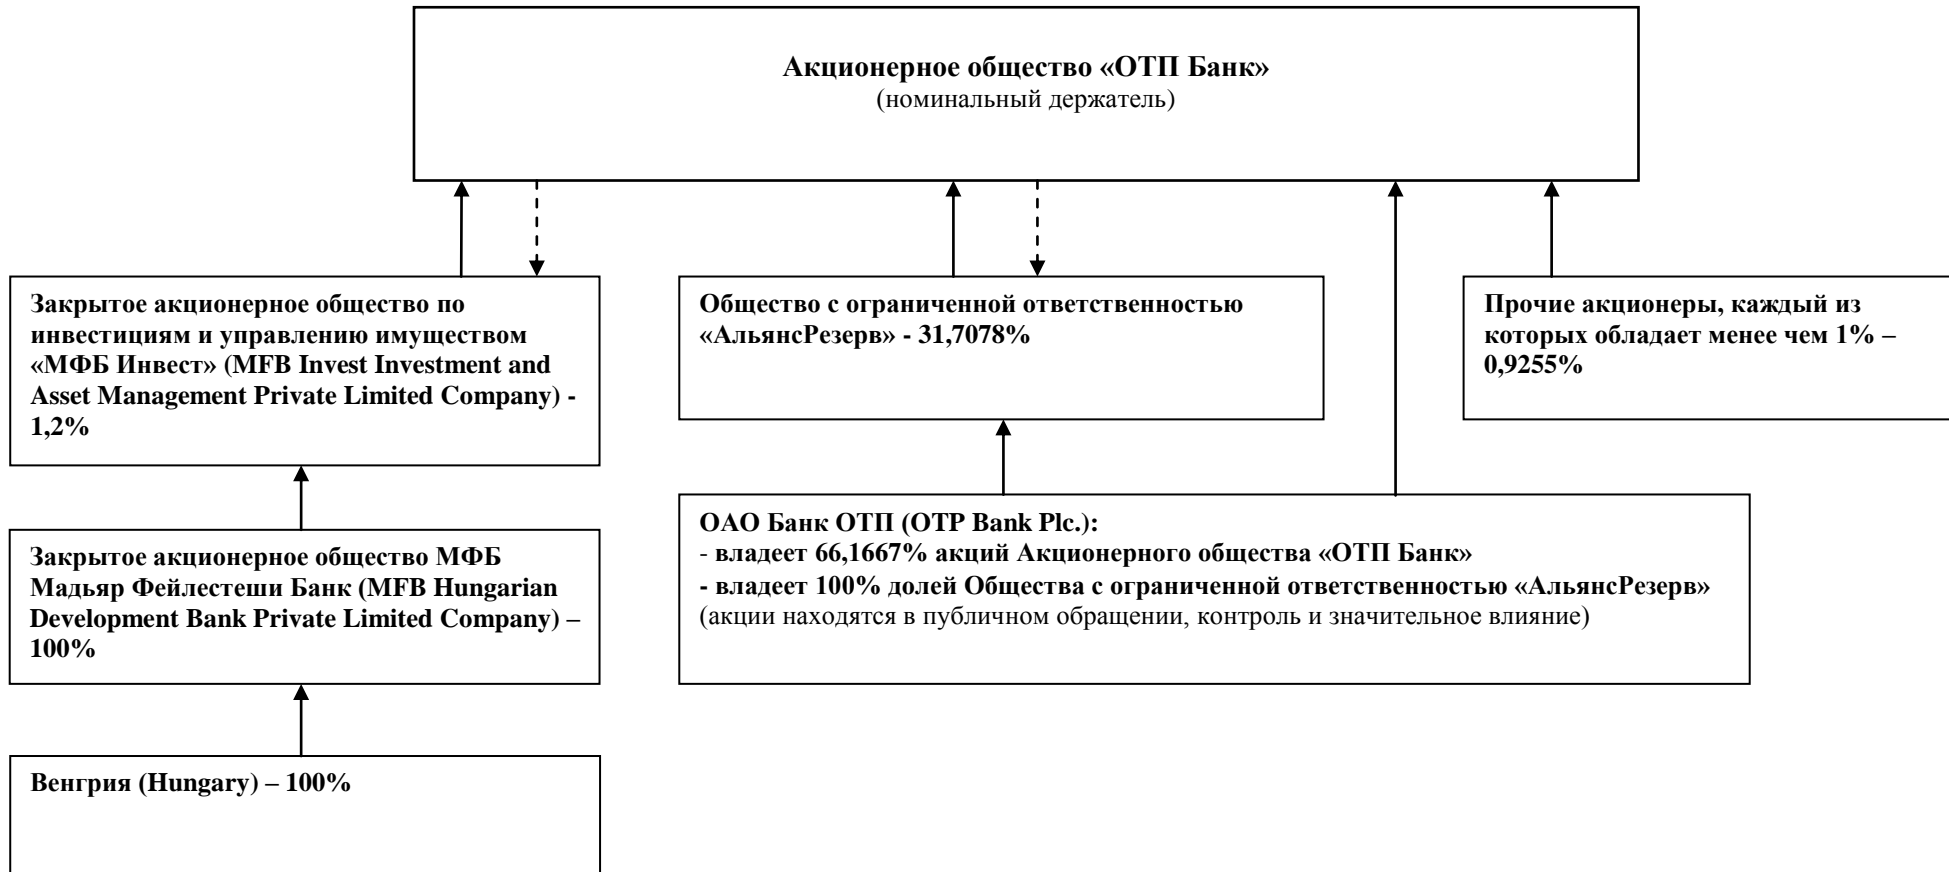 Акционерное общество «ОТП Банк»
(номинальный держатель)
Закрытое акционерное общество по
инвестициям и управлению имуществом
«МФБ Инвест» (MFB Invest Investment and
Asset Management Private Limited Company) -
1,2%
Общество с ограниченной ответственностью
«АльянсРезерв» - 31,7078%
Прочие акционеры, каждый из
которых обладает менее чем 1% –
0,9255%
Закрытое акционерное общество МФБ
Мадьяр Фейлестеши Банк (MFB Hungarian
Development Bank Private Limited Company) –
100%
ОАО Банк ОТП (OTP Bank Plc.):
- владеет 66,1667% акций Акционерного общества «ОТП Банк»
- владеет 100% долей Общества с ограниченной ответственностью «АльянсРезерв»
(акции находятся в публичном обращении, контроль и значительное влияние)
Венгрия (Hungary) – 100%